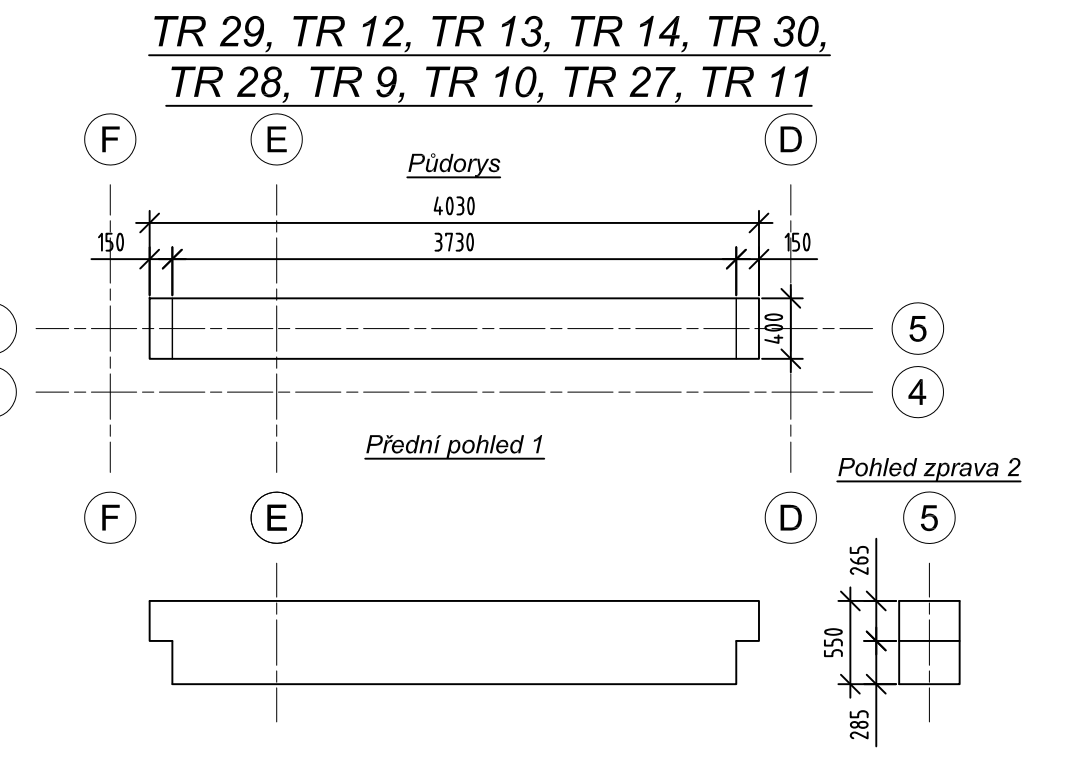 TR 29, TR 12, TR 13, TR 14, TR 30,
TR 28, TR 9, TR 10, TR 27, TR 11
F E D
Půdorys
4030
150 3730 150
400
5
4
Přední pohled 1
Pohled zprava 2
F E D 5
265
550
285